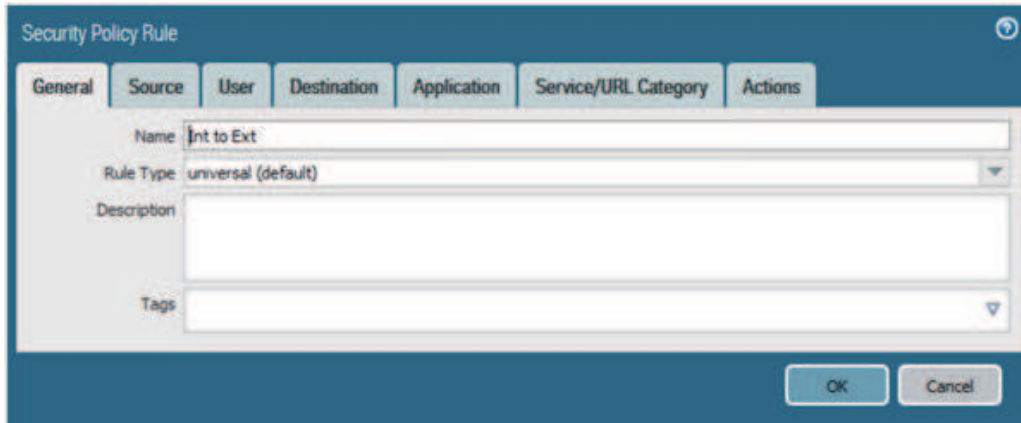 Security Policy Rule
General Source User Destination Application Service/URL Category Actions
Name Int to Ext
Rule Type universal (default)
Description
Tags
OK Cancel